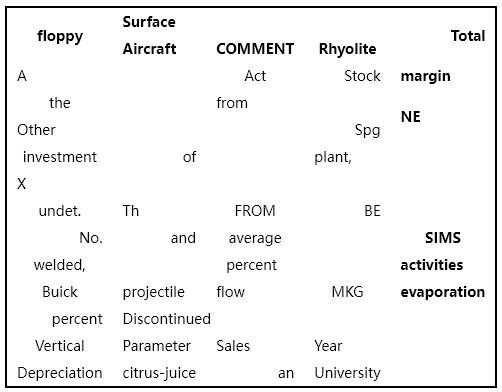 floppy Surface Aircraft COMMENT Rhyolite Total
A Act Stock margin
the from
NE
Other Spg
investment of plant,
X
undet. Th FROM BE
No. and average SIMS
welded, percent activities
Buick projectile flow MKG evaporation
percent Discontinued
Vertical Parameter Sales Year
Depreciation citrus-juice an University